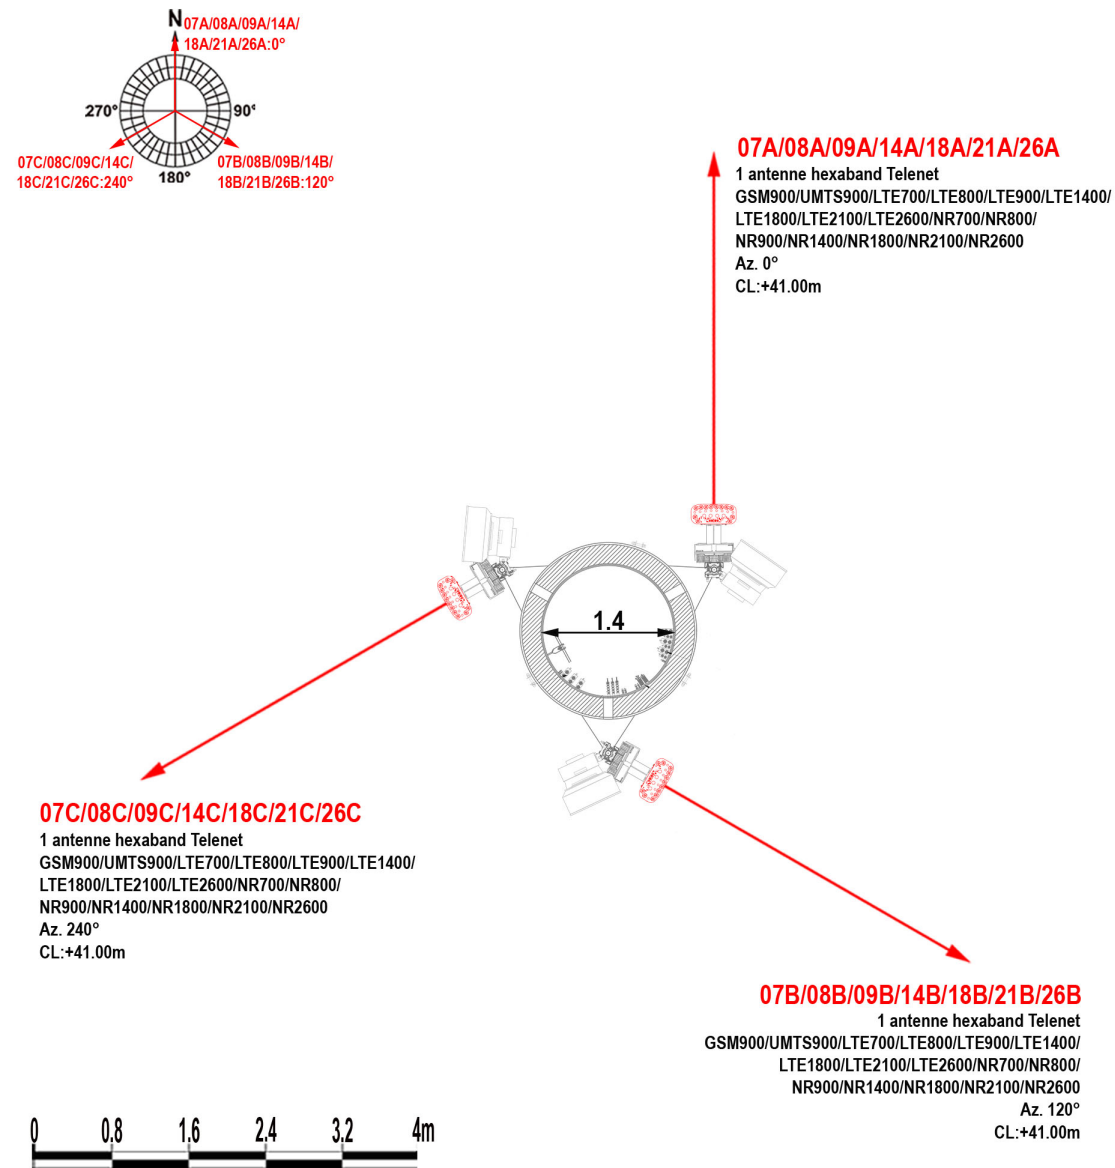 N
07A/08A/09A/14A/
18A/21A/26A:0°
270°
90°
180°
07C/08C/09C/14C/
18C/21C/26C:240°
07B/08B/09B/14B/
18B/21B/26B:120°
07A/08A/09A/14A/18A/21A/26A
1 antenne hexaband Telenet
GSM900/UMTS900/LTE700/LTE800/LTE900/LTE1400/
LTE1800/LTE2100/LTE2600/NR700/NR800/
NR900/NR1400/NR1800/NR2100/NR2600
Az. 0°
CL:+41.00m
1.4
07C/08C/09C/14C/18C/21C/26C
1 antenne hexaband Telenet
GSM900/UMTS900/LTE700/LTE800/LTE900/LTE1400/
LTE1800/LTE2100/LTE2600/NR700/NR800/
NR900/NR1400/NR1800/NR2100/NR2600
Az. 240°
CL:+41.00m
07B/08B/09B/14B/18B/21B/26B
1 antenne hexaband Telenet
GSM900/UMTS900/LTE700/LTE800/LTE900/LTE1400/
LTE1800/LTE2100/LTE2600/NR700/NR800/
NR900/NR1400/NR1800/NR2100/NR2600
Az. 120°
CL:+41.00m
0 0.8 1.6 2.4 3.2 4m